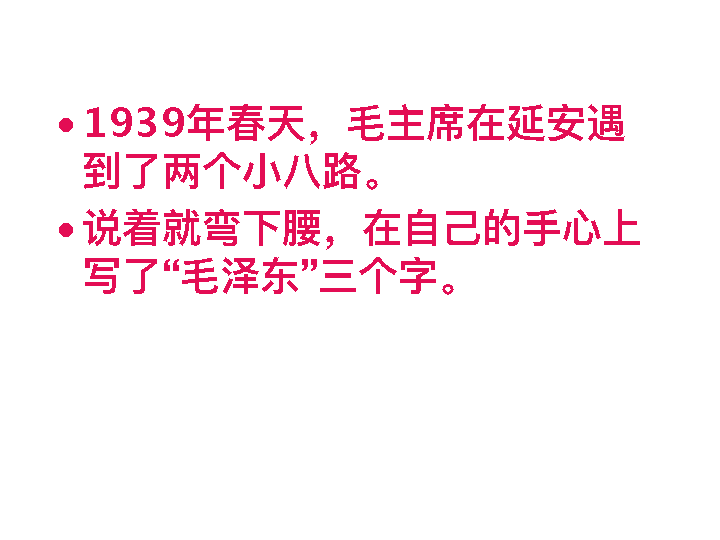 • 1939年春天，毛主席在延安遇
到了两个小八路。
• 说着就弯下腰，在自己的手心上
写了“毛泽东”三个字。